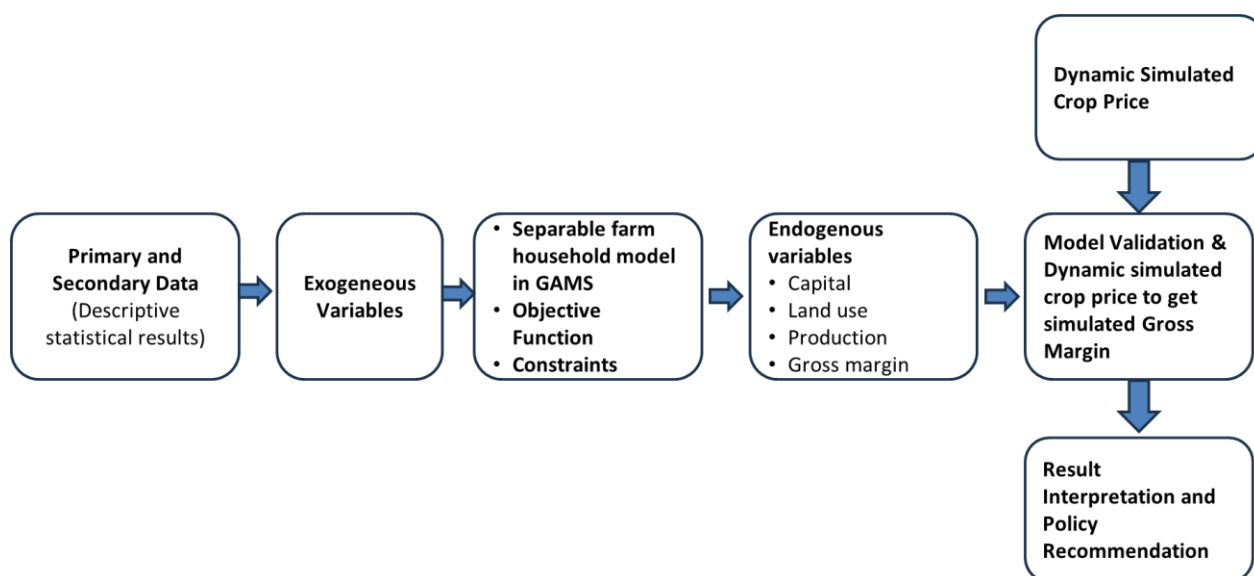 Dynamic Simulated
Crop Price
Primary and
Secondary Data
(Descriptive
statistical results)
Exogeneous
Variables
• Separable farm
household model
in GAMS
• Objective
Function
• Constraints
Endogenous
variables
• Capital
• Land use
• Production
• Gross margin
Model Validation &
Dynamic simulated
crop price to get
simulated Gross
Margin
Result
Interpretation and
Policy
Recommendation